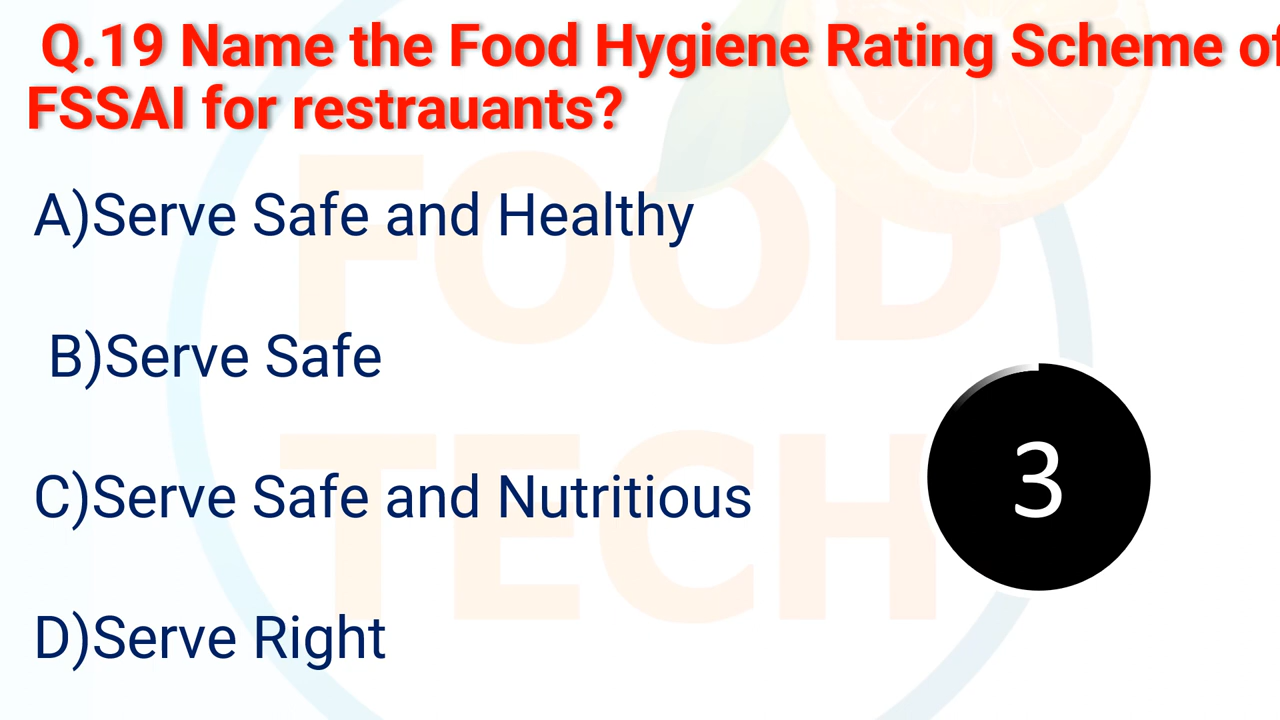 Q.19 Name the Food Hygiene Rating Scheme of
FSSAI for restrauants?
A)Serve Safe and Healthy
B)Serve Safe
C)Serve Safe and Nutritious
D)Serve Right
3
FOOD
TECH